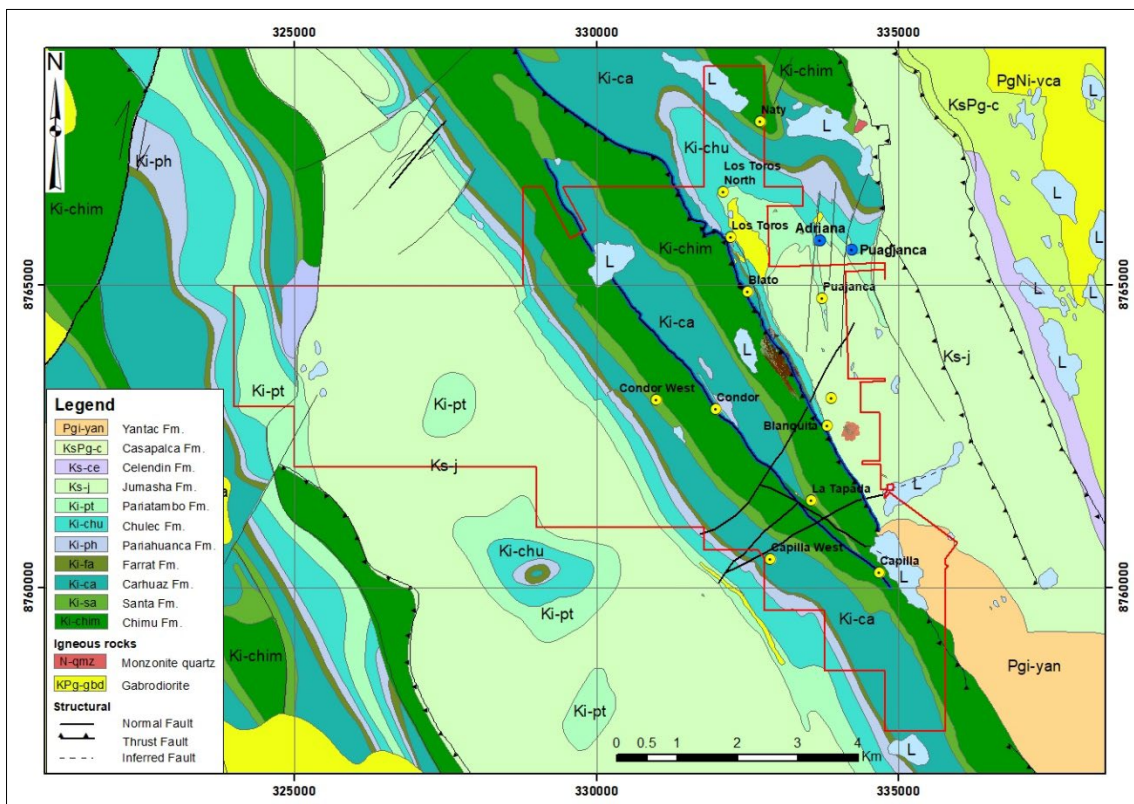 325000
330000
335000
N
Ki-ca
L
Ki-chim
PgNi-vca
L
Naty
L
KsPg-c
L
Ki-ph
Ki-chu
Los Toros
North
L
Ki-chim
Los Toros
Adriana
Puagjanca
L
Ki-chim
L
8765000
L
Blato
Puajanca
L
L
8765000
Ki-ca
Ks-j
L
L
Ki-pt
Ki-pt
Condor West
Condor
Blanquita
Ks-j
L
La Tapada
Ki-chu
Capilla West
Capilla
L
8760000
Ki-pt
Ki-ca
8760000
Ki-chim
Pgi-yan
Ki-pt
L
Legend
Pgi-yan Yantac Fm.
KsPg-c Casapalca Fm.
Ks-ce Celendin Fm.
Ks-j Jumasha Fm.
Ki-pt Pariatambo Fm.
Ki-chu Chulec Fm.
Ki-ph Pariahuanca Fm.
Ki-fa Farrat Fm.
Ki-ca Carhuaz Fm.
Ki-sa Santa Fm.
Ki-chim Chimu Fm.
Igneous rocks
N-qmz Monzonite quartz
KPg-gbd Gabrodiorite
Structural
Normal Fault
Thrust Fault
Inferred Fault
0 0.5 1 2 3 4
Km
325000
330000
335000